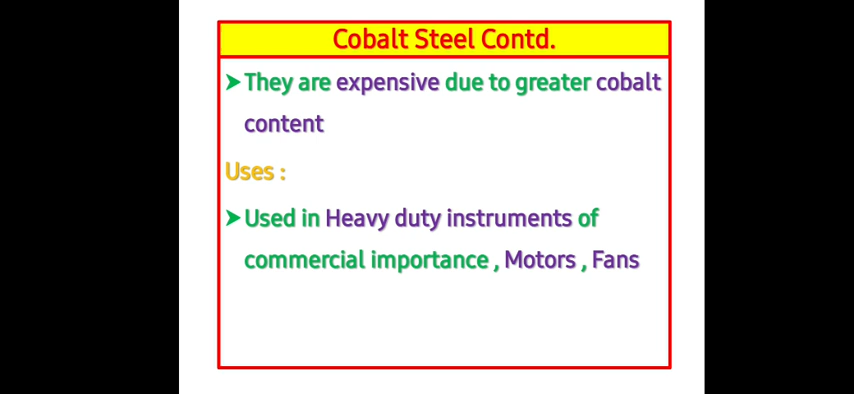 Cobalt Steel Contd.
➤They are expensive due to greater cobalt
content
Uses :
➤Used in Heavy duty instruments of
commercial importance , Motors , Fans